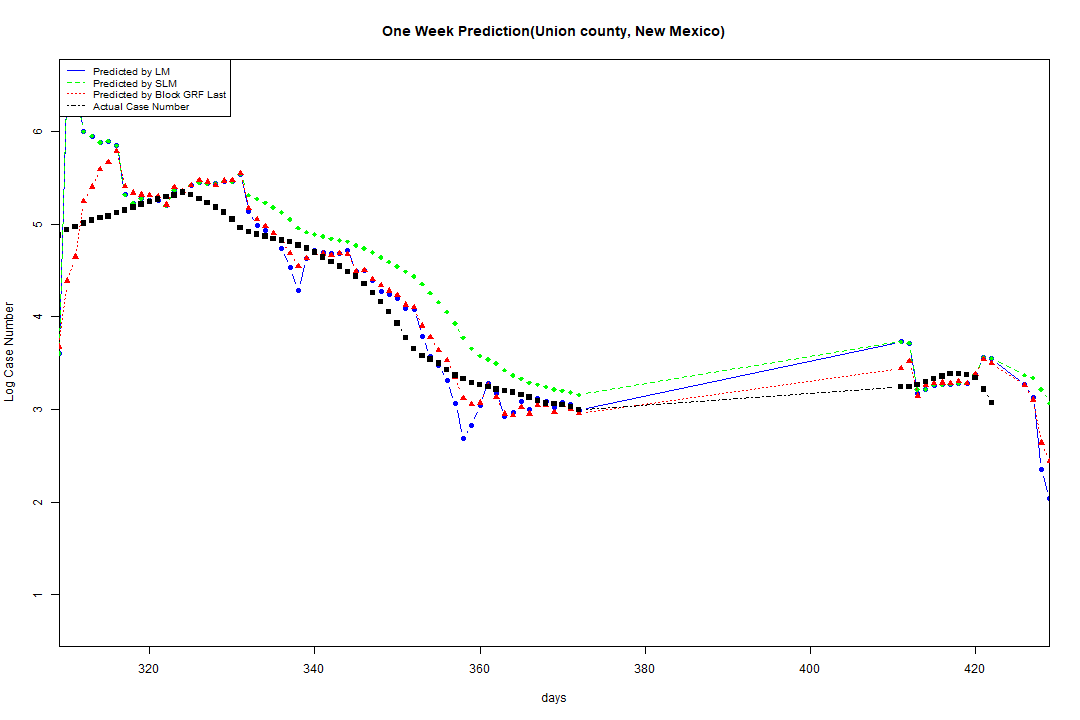 One Week Prediction(Union county, New Mexico)
Predicted by LM
Predicted by SLM
Predicted by Block GRF Last
Actual Case Number
6
5
4
3
2
1
Log Case Number
320 340 360 380 400 420
days